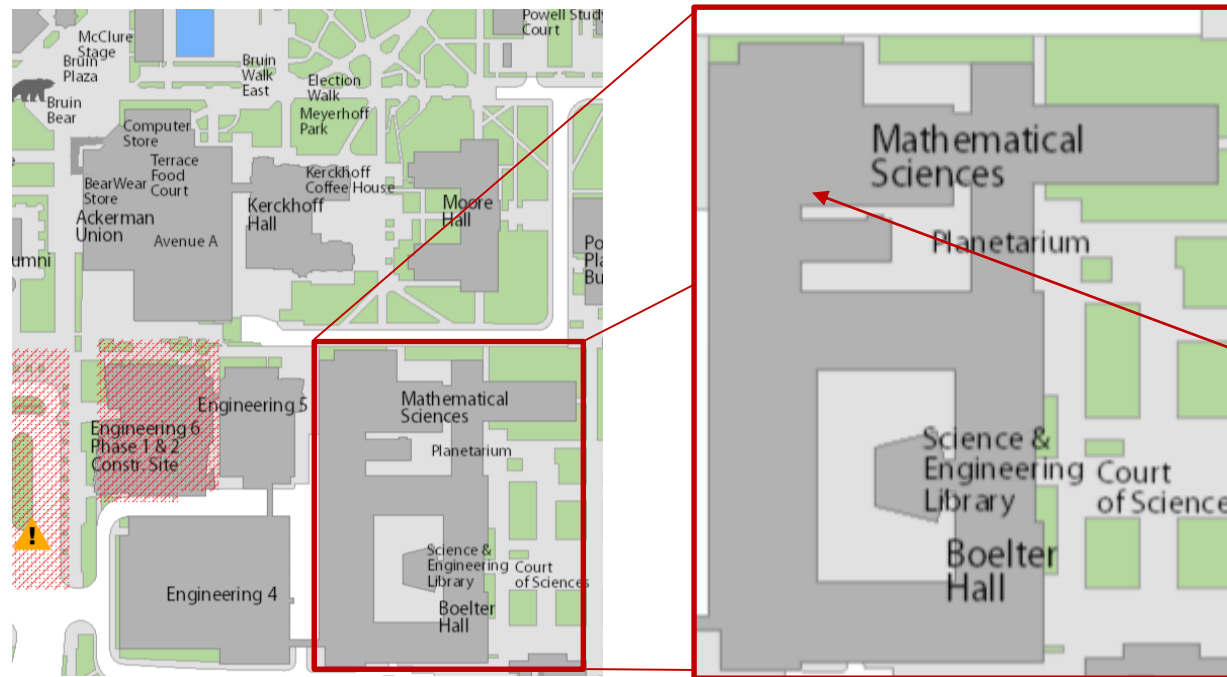 McClure
Stage
Bruin
Plaza
Bruin
Bear
Bruin
Walk
East
Election
Walk
Meyerhoff
Park
Powell Study
Court
Computer
Store
Terrace
Food
Court
BearWear
Store
Ackerman
Union
Avenue A
Kerckhoff
Coffee House
Kerckhoff
Hall
Moore
Hall
Po
Pla
Bu
umni
Engineering 5
Engineering 6
Phase 1 & 2
Constr. Site
!
Engineering 4
Mathematical
Sciences
Planetarium
Science &
Engineering
Library
Court
of Sciences
Boelter
Hall
Mathematical
Sciences
Planetarium
Science &
Engineering
Library
Court
of Science
Boelter
Hall